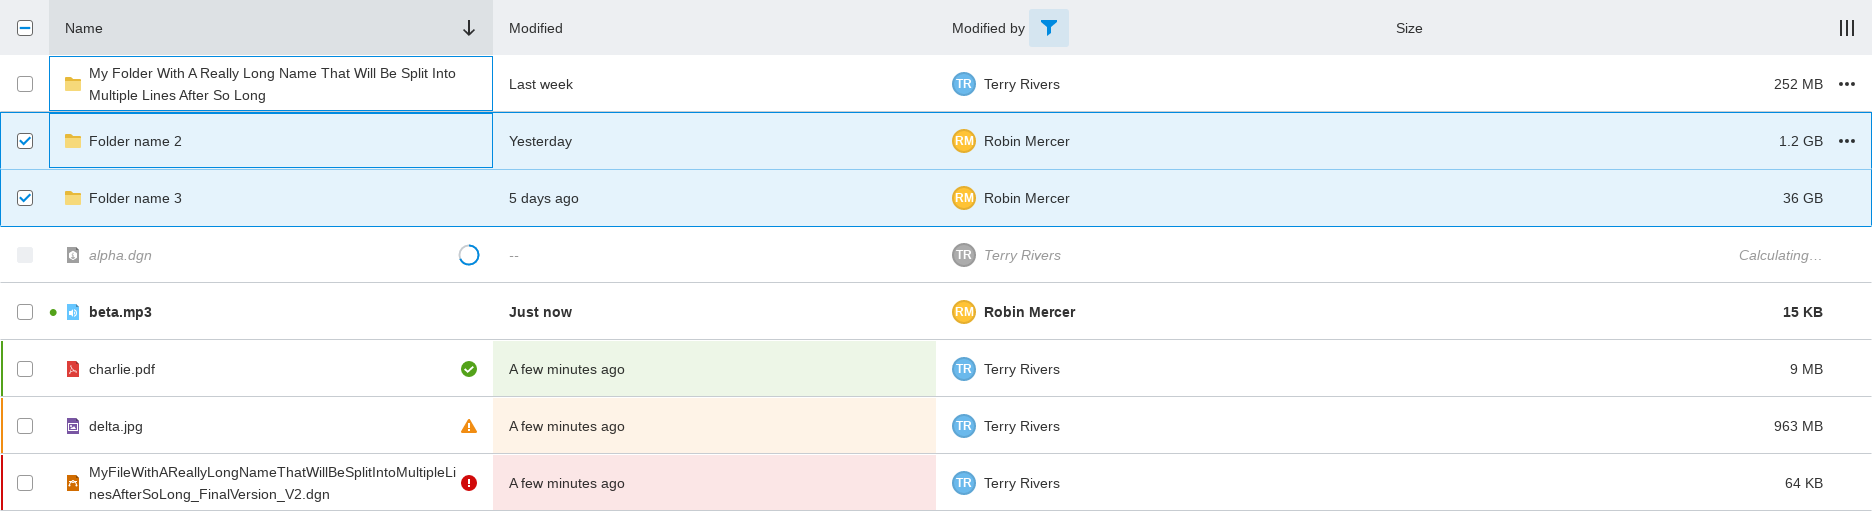 Name Modified Modified by Size
My Folder With A Really Long Name That Will Be Split Into
Multiple Lines After So Long
Last week TR Terry Rivers 252 MB
Folder name 2 Yesterday RM Robin Mercer 1.2 GB
Folder name 3 5 days ago RM Robin Mercer 36 GB
alpha.dgn -- TR Terry Rivers Calculating…
beta.mp3 Just now RM Robin Mercer 15 KB
charlie.pdf A few minutes ago TR Terry Rivers 9 MB
delta.jpg A few minutes ago TR Terry Rivers 963 MB
MyFileWithAReallyLongNameThatWillBeSplitIntoMultipleLi
nesAfterSoLong_FinalVersion_V2.dgn
A few minutes ago TR Terry Rivers 64 KB